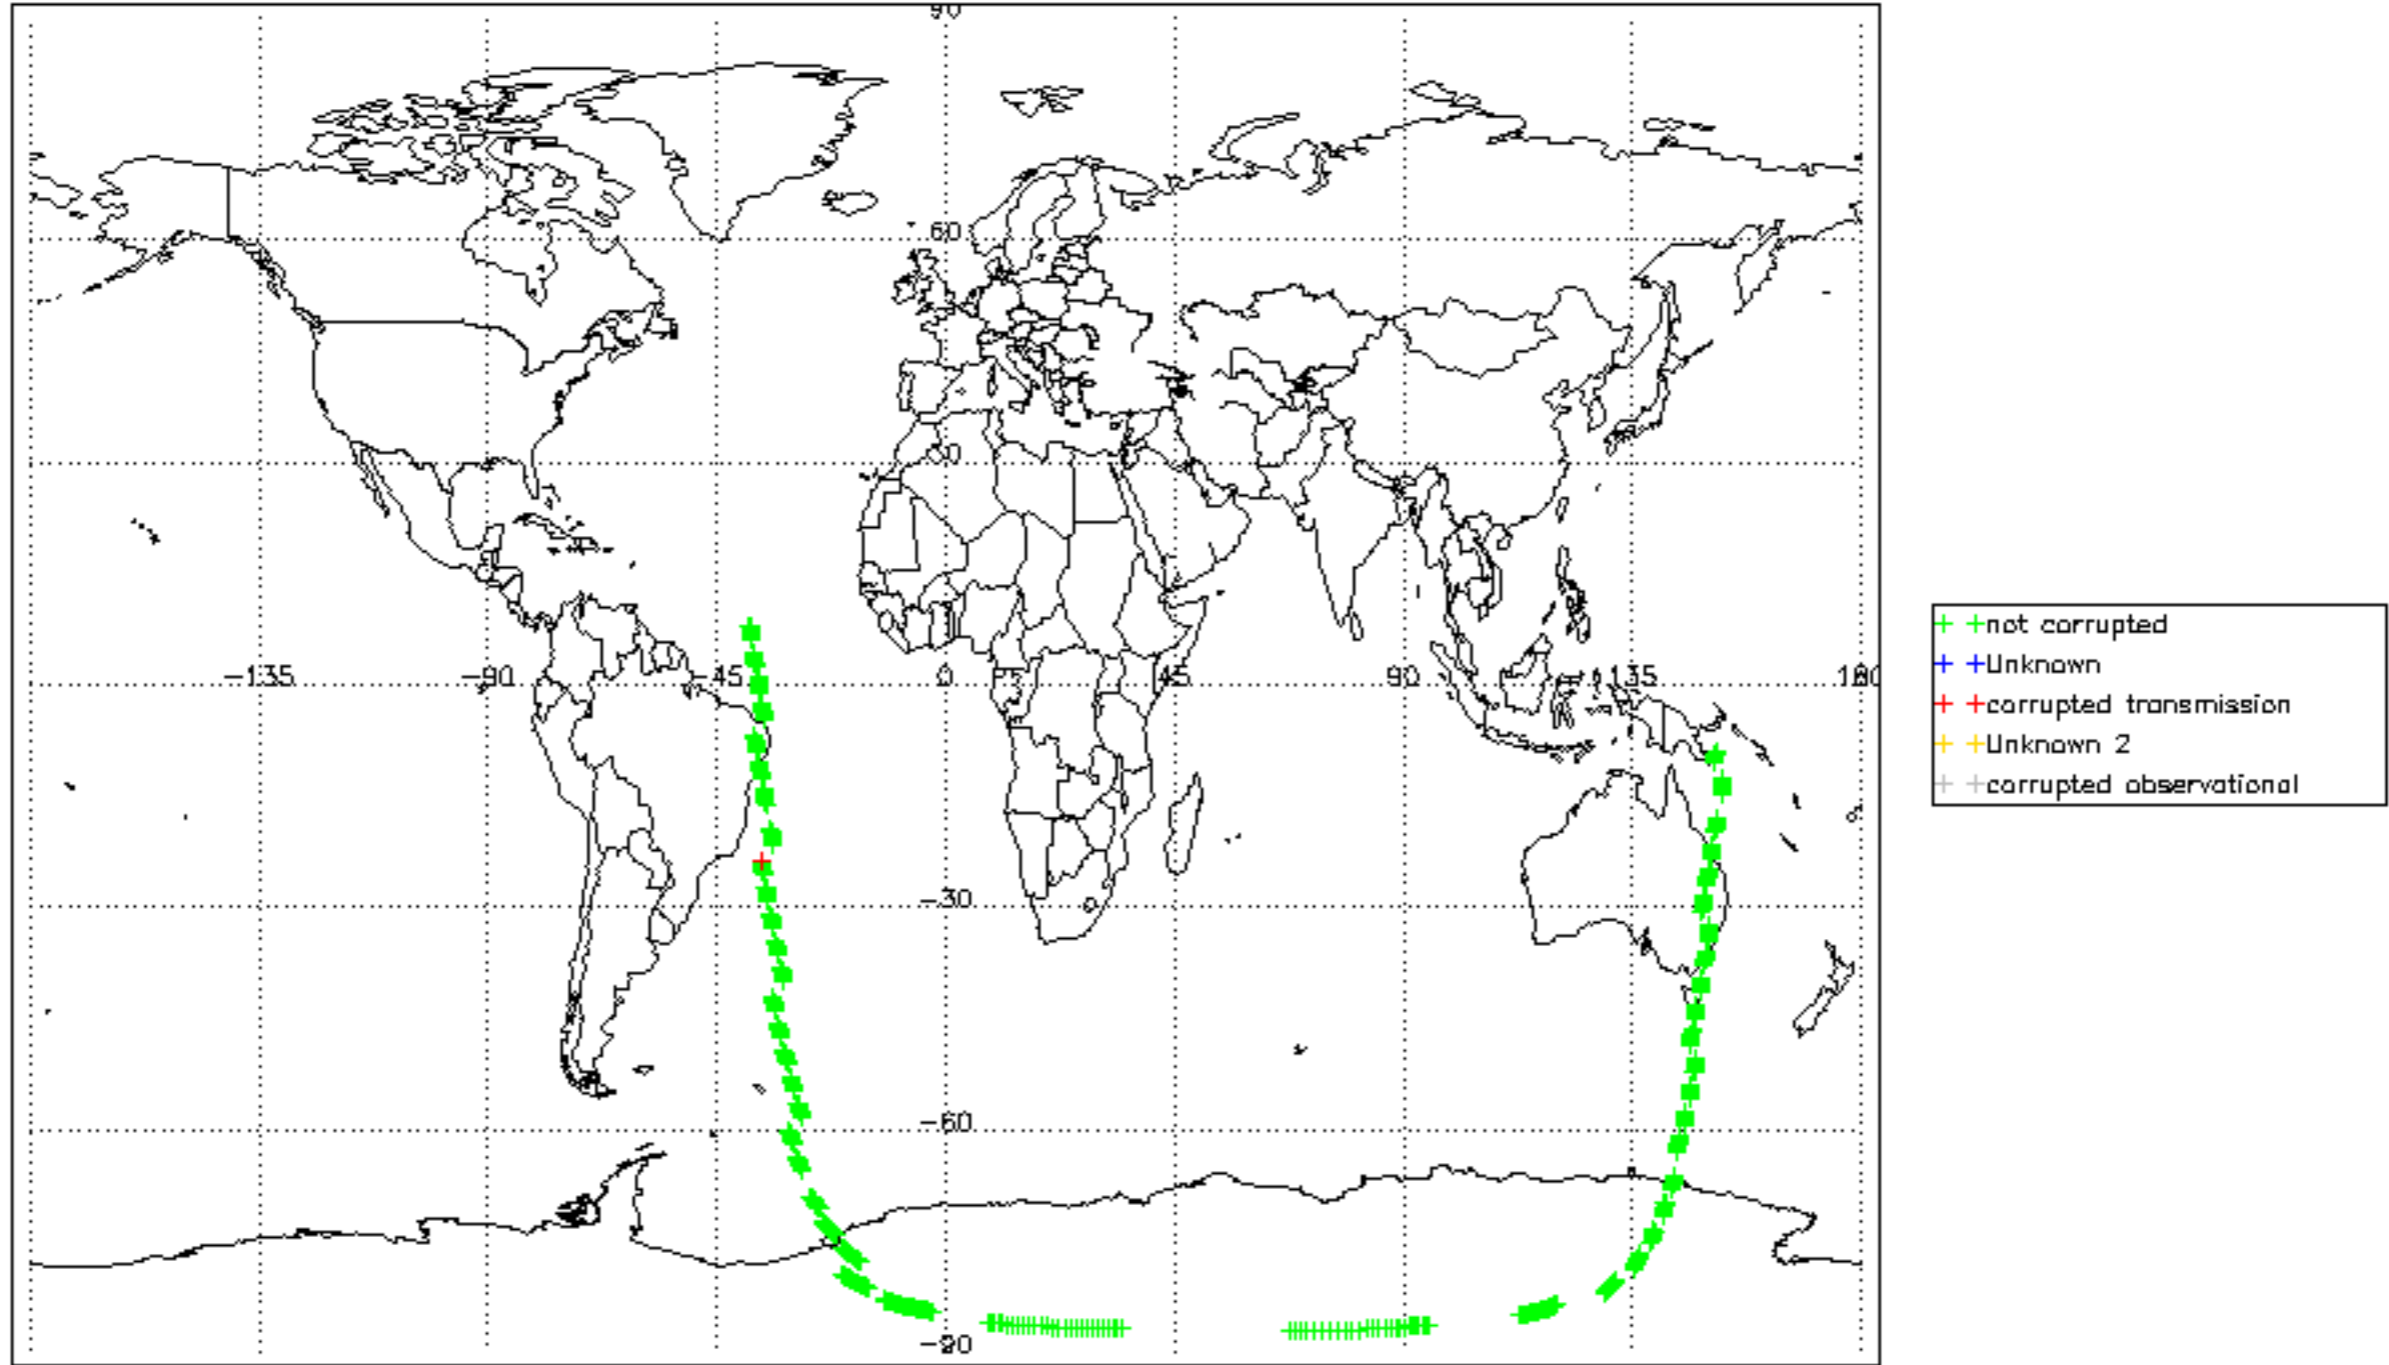 90
60
30
-135
-90
-45
0
45
90
135
180
-30
-60
-90
not corrupted
Unknown
corrupted transmission
Unknown 2
corrupted observational